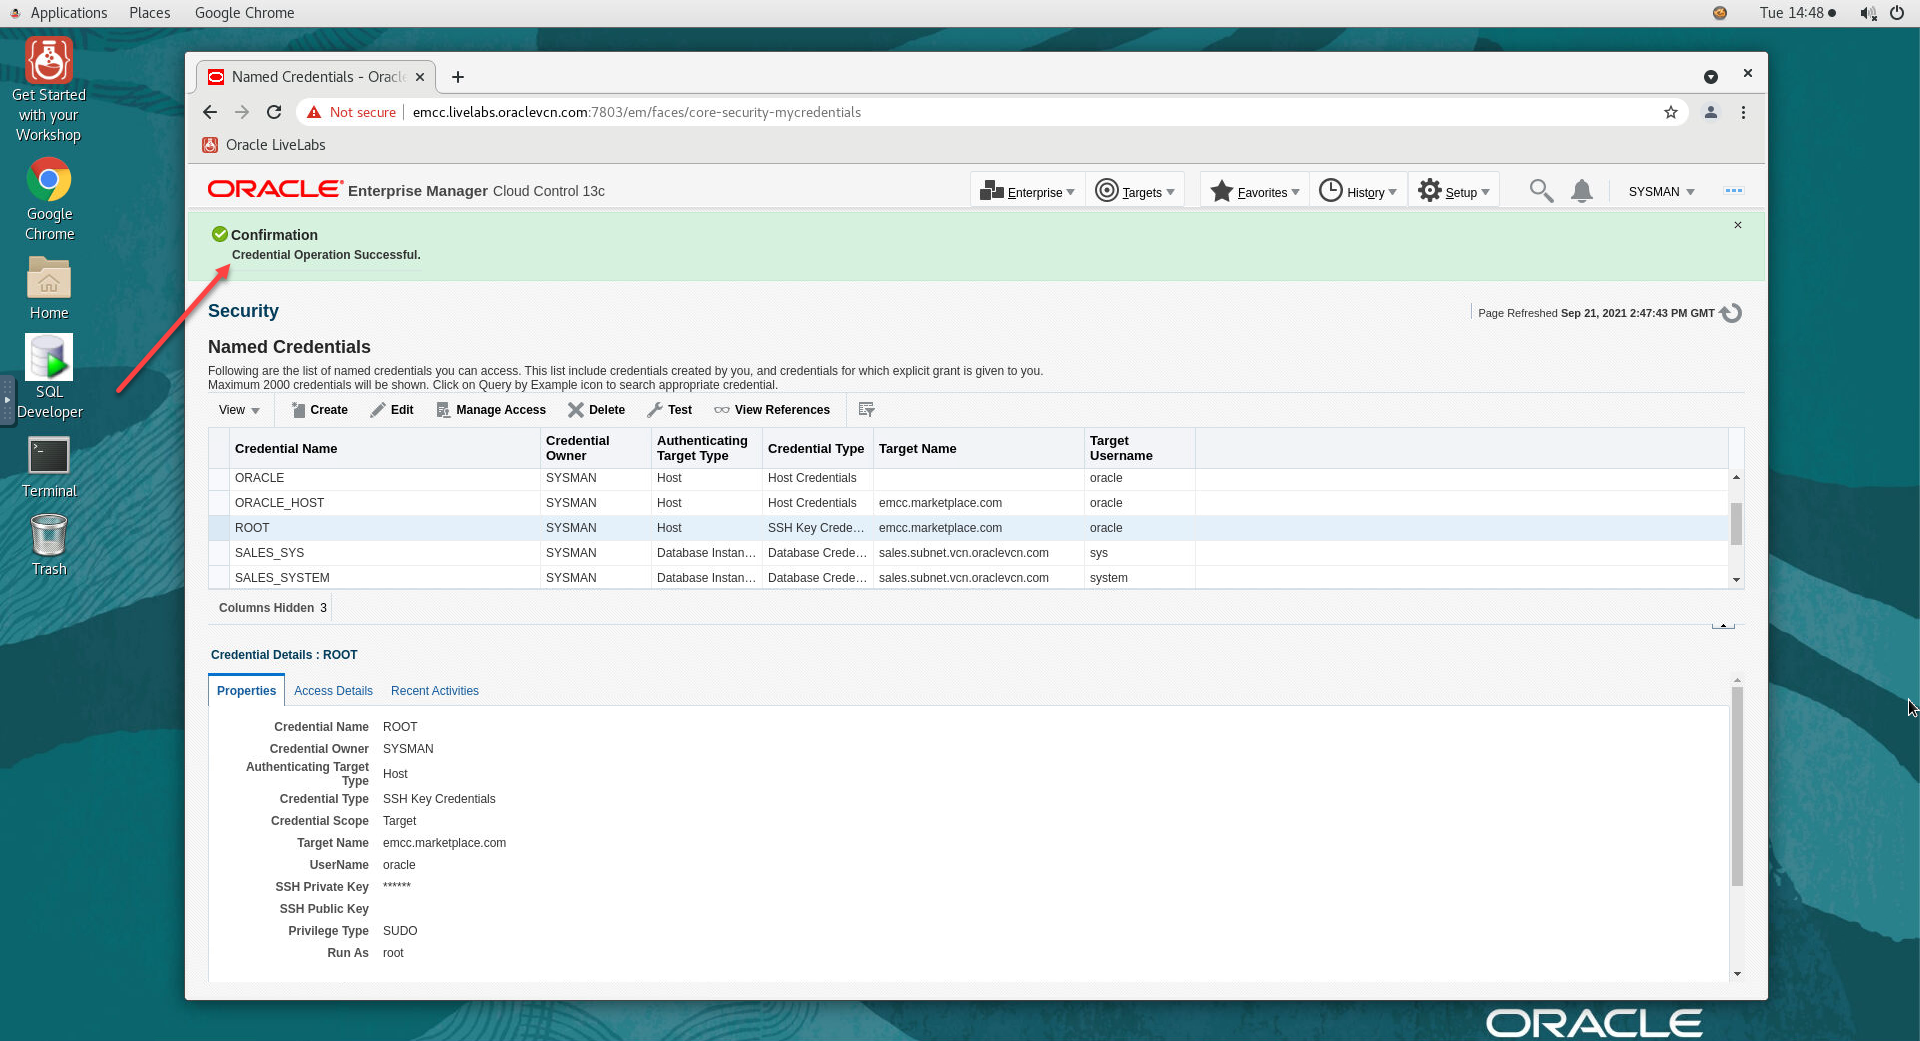 Applications Places Google Chrome Tue 14:48
Get Started
with your
Workshop
Google
Chrome
Home
SQL
Developer
Terminal
Trash
Named Credentials - Oracle
Not secure emcc.livelabs.oraclevcn.com:7803/em/faces/core-security-mycredentials
Oracle LiveLabs
ORACLE Enterprise Manager Cloud Control 13c Enterprise Targets Favorites History Setup SYSMAN
Confirmation
Credential Operation Successful.
Security
Page Refreshed Sep 21, 2021 2:47:43 PM GMT
Named Credentials
Following are the list of named credentials you can access. This list include credentials created by you, and credentials for which explicit grant is given to you.
Maximum 2000 credentials will be shown. Click on Query by Example icon to search appropriate credential.
View Create Edit Manage Access Delete Test View References
Credential Name Credential Owner Authenticating Target Type Credential Type Target Name Target Username
ORACLE SYSMAN Host Host Credentials oracle
ORACLE_HOST SYSMAN Host Host Credentials emcc.marketplace.com oracle
ROOT SYSMAN Host SSH Key Crede… emcc.marketplace.com oracle
SALES_SYS SYSMAN Database Instan… Database Crede… sales.subnet.vcn.oraclevcn.com sys
SALES_SYSTEM SYSMAN Database Instan… Database Crede… sales.subnet.vcn.oraclevcn.com system
Columns Hidden 3
Credential Details : ROOT
Properties Access Details Recent Activities
Credential Name ROOT
Credential Owner SYSMAN
Authenticating Target Type Host
Credential Type SSH Key Credentials
Credential Scope Target
Target Name emcc.marketplace.com
UserName oracle
SSH Private Key ******
SSH Public Key
Privilege Type SUDO
Run As root
ORACLE